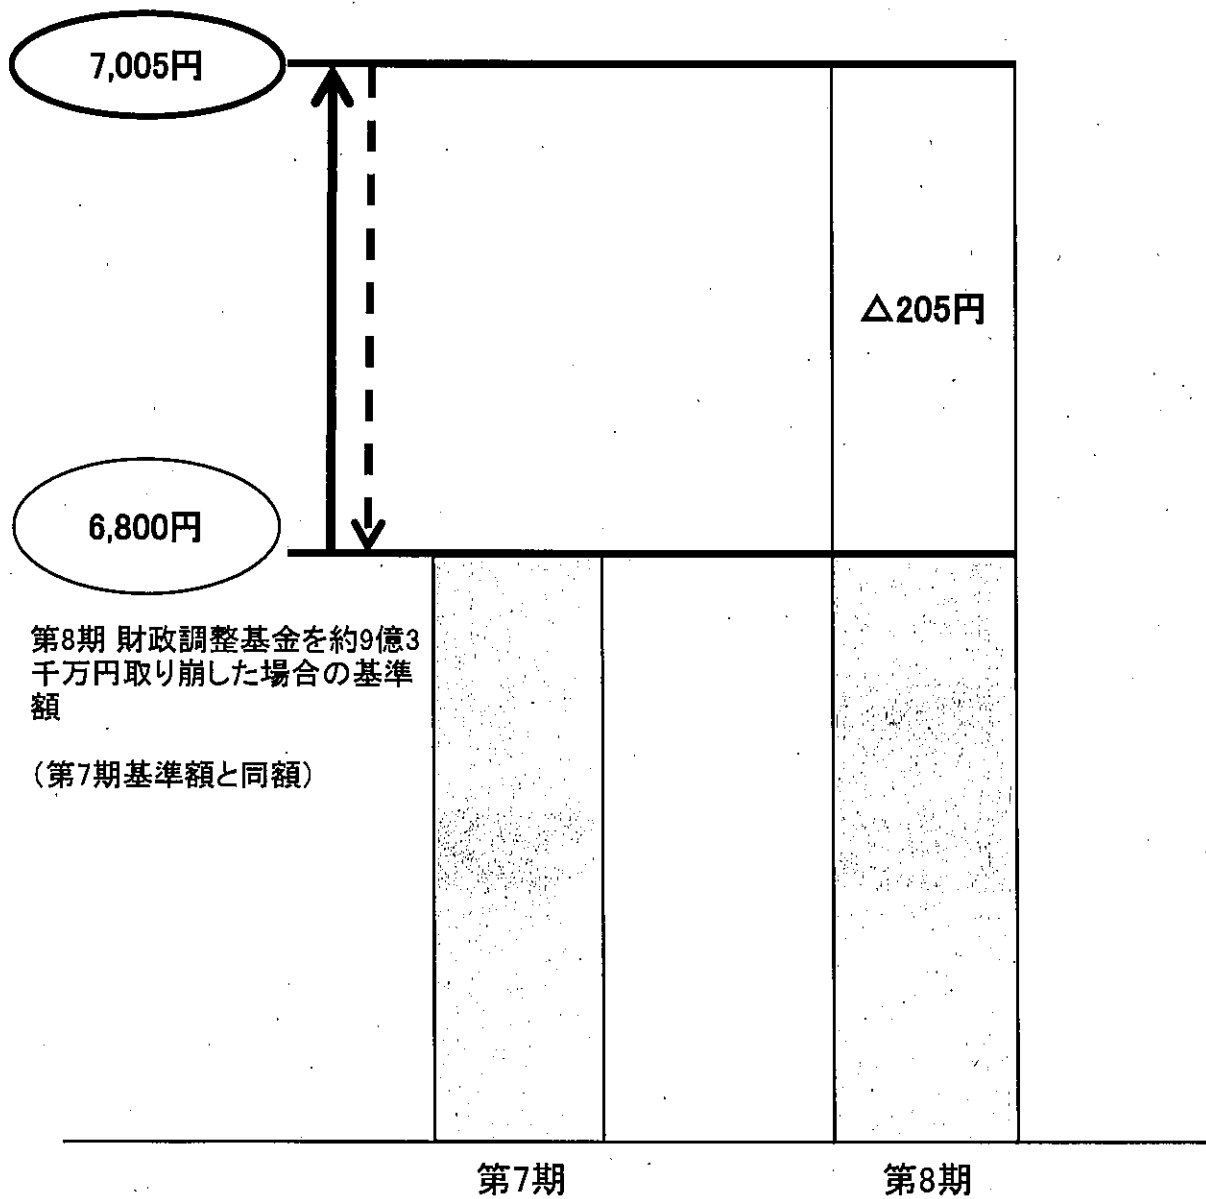 7,005円
△205円
6,800円
第8期 財政調整基金を約9億3
千万円取り崩した場合の基準
額
（第7期基準額と同額）
第7期
第8期